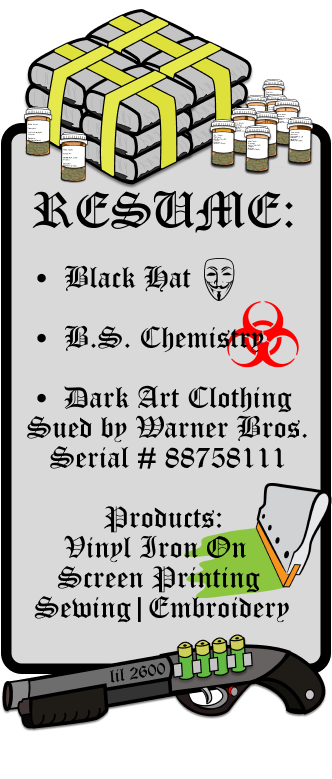 RESUME:
• Black Hat
• B.S. Chemistry
• Dark Art Clothing
Sued by Warner Bros.
Serial # 88758111
Products:
Vinyl Iron On
Screen Printing
Sewing|Embroidery
lil 2600